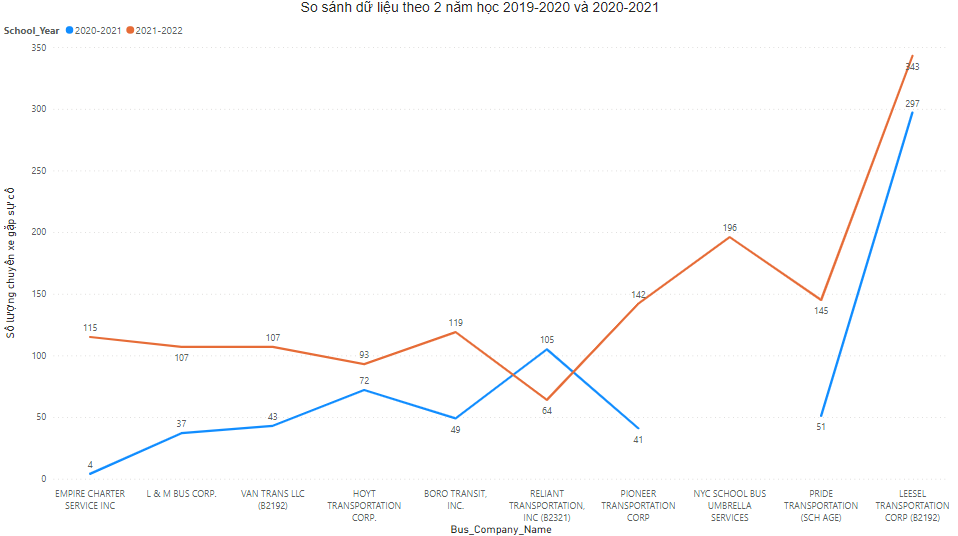 So sánh dữ liệu theo 2 năm học 2019-2020 và 2020-2021
School_Year 2020-2021 2021-2022
Số lượng chuyến xe gặp sự cố
350
300
250
200
150
100
50
0
115
107
107
93
119
64
142
196
145
343
4
37
43
72
49
105
41
51
297
EMPIRE CHARTER
SERVICE INC
L & M BUS CORP.
VAN TRANS LLC
(B2192)
HOYT
TRANSPORTATION
CORP.
BORO TRANSIT,
INC.
RELIANT
TRANSPORTATION,
INC (B2321)
PIONEER
TRANSPORTATION
CORP
NYC SCHOOL BUS
UMBRELLA
SERVICES
PRIDE
TRANSPORTATION
(SCH AGE)
LEESEL
TRANSPORTATION
CORP (B2192)
Bus_Company_Name